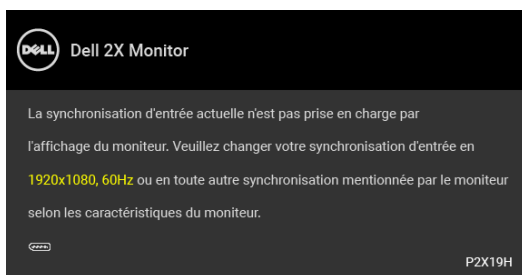 DELL Dell 2X Monitor
La synchronisation d'entrée actuelle n'est pas prise en charge par
l'affichage du moniteur. Veuillez changer votre synchronisation d'entrée en
1920x1080, 60Hz ou en toute autre synchronisation mentionnée par le moniteur
selon les caractéristiques du moniteur.
P2X19H